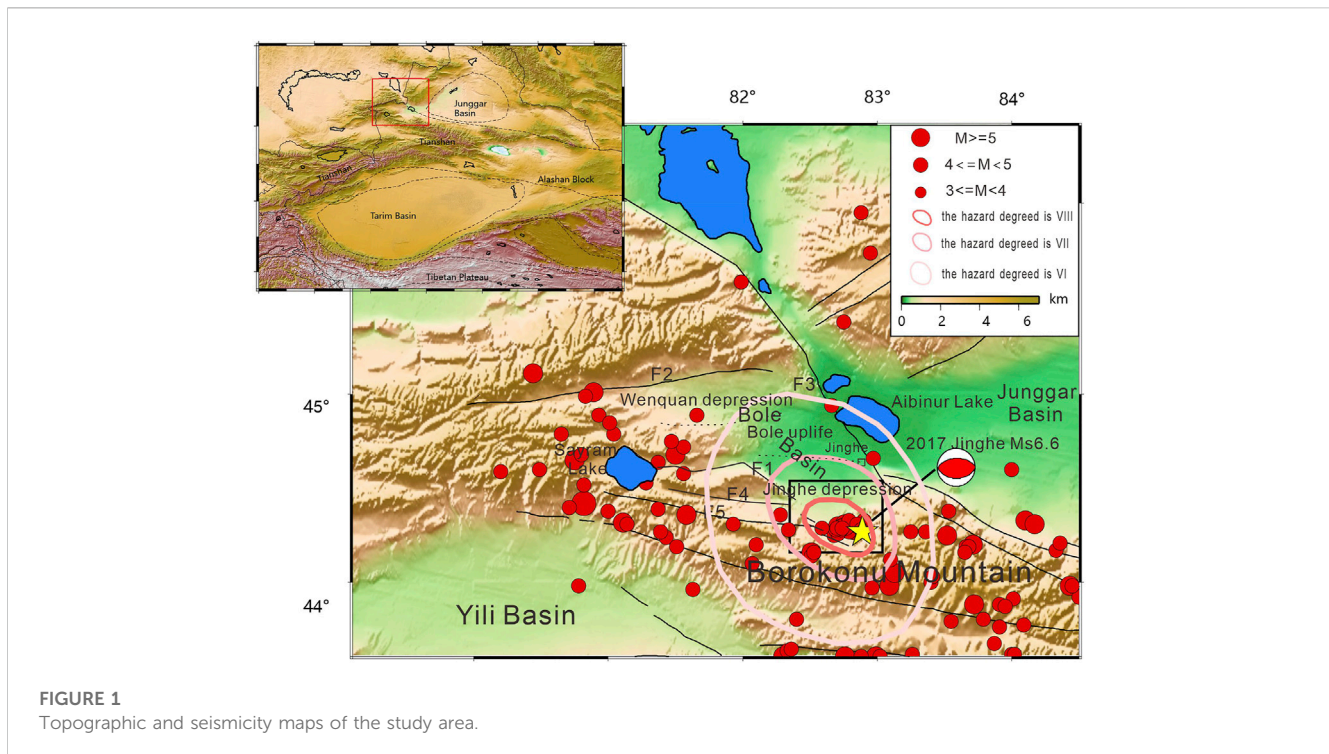 Junggar
Basin
Tianshan
Tianshan
Alashan Block
Tarim Basin
Tibetan Plateau
82° 83° 84°
M>=5
4<=M<5
3<=M<4
the hazard degreed is VIII
the hazard degreed is VII
the hazard degreed is VI
km
0 2 4 6
45°
44°
F2
Wenquan depression
F3
Bole
Bole uplife
Basin
Aibinur Lake
Junggar
Basin
2017 Jinghe Ms6.6
Jinghe
Sayram
Lake
F1
F4
Jinghe depression
Borokonu Mountain
Yili Basin
FIGURE 1
Topographic and seismicity maps of the study area.